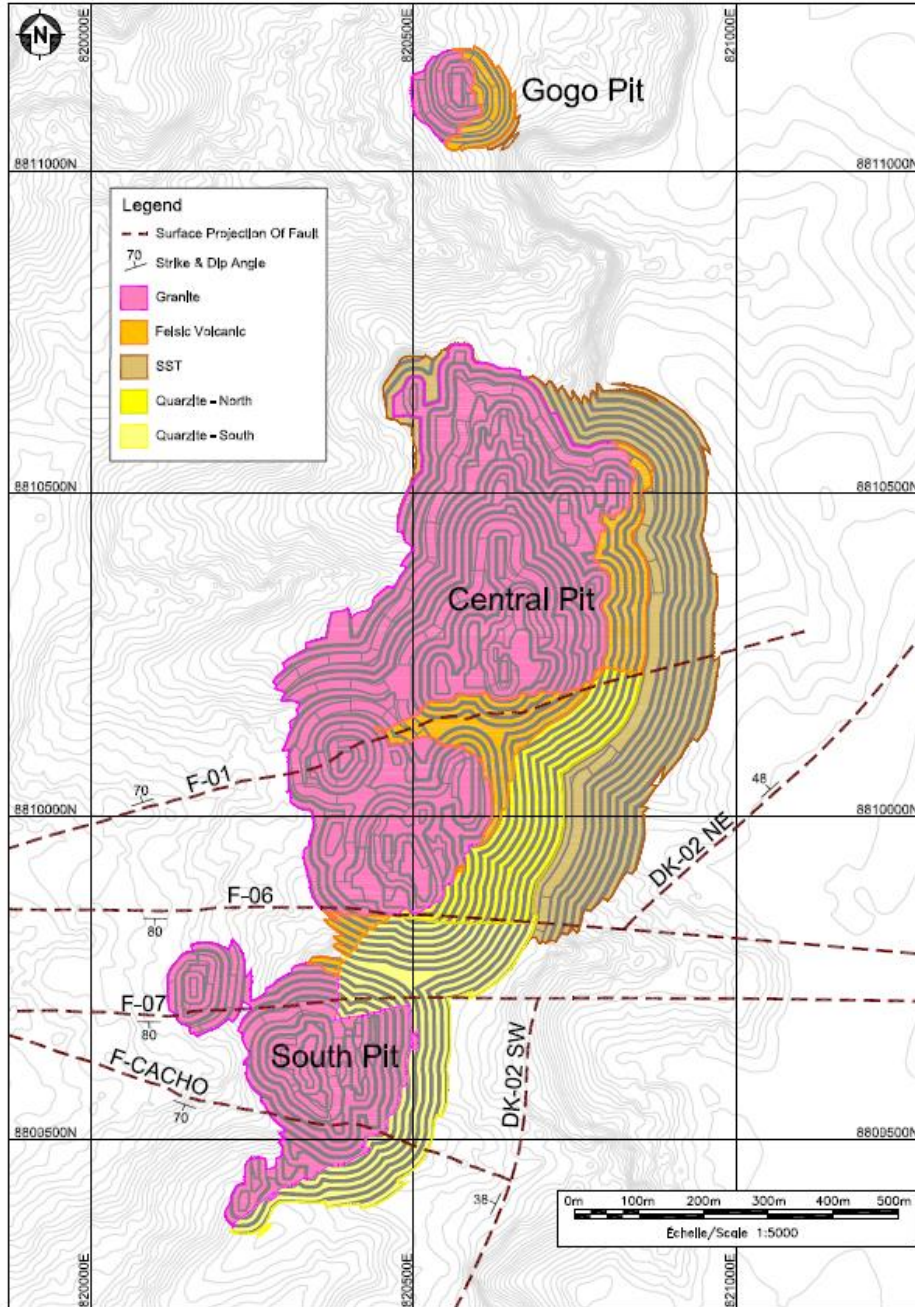 N
820000E
820500E
821000E
Gogo Pit
8811000N
8811000N
Legend
Surface Projection Of Fault
70
Strike & Dip Angle
Granite
Felsic Volcanic
SST
Quarzite - North
Quarzite - South
8810500N
8810500N
Central Pit
F-01
70
8810000N
8810000N
48
DK-02 NE
F-06
80
F-07
80
South Pit
F-CACHO
70
DK-02 SW
8809500N
8809500N
38
0m 100m 200m 300m 400m 500m
Échelle/Scale 1:5000
820000E
820500E
821000E